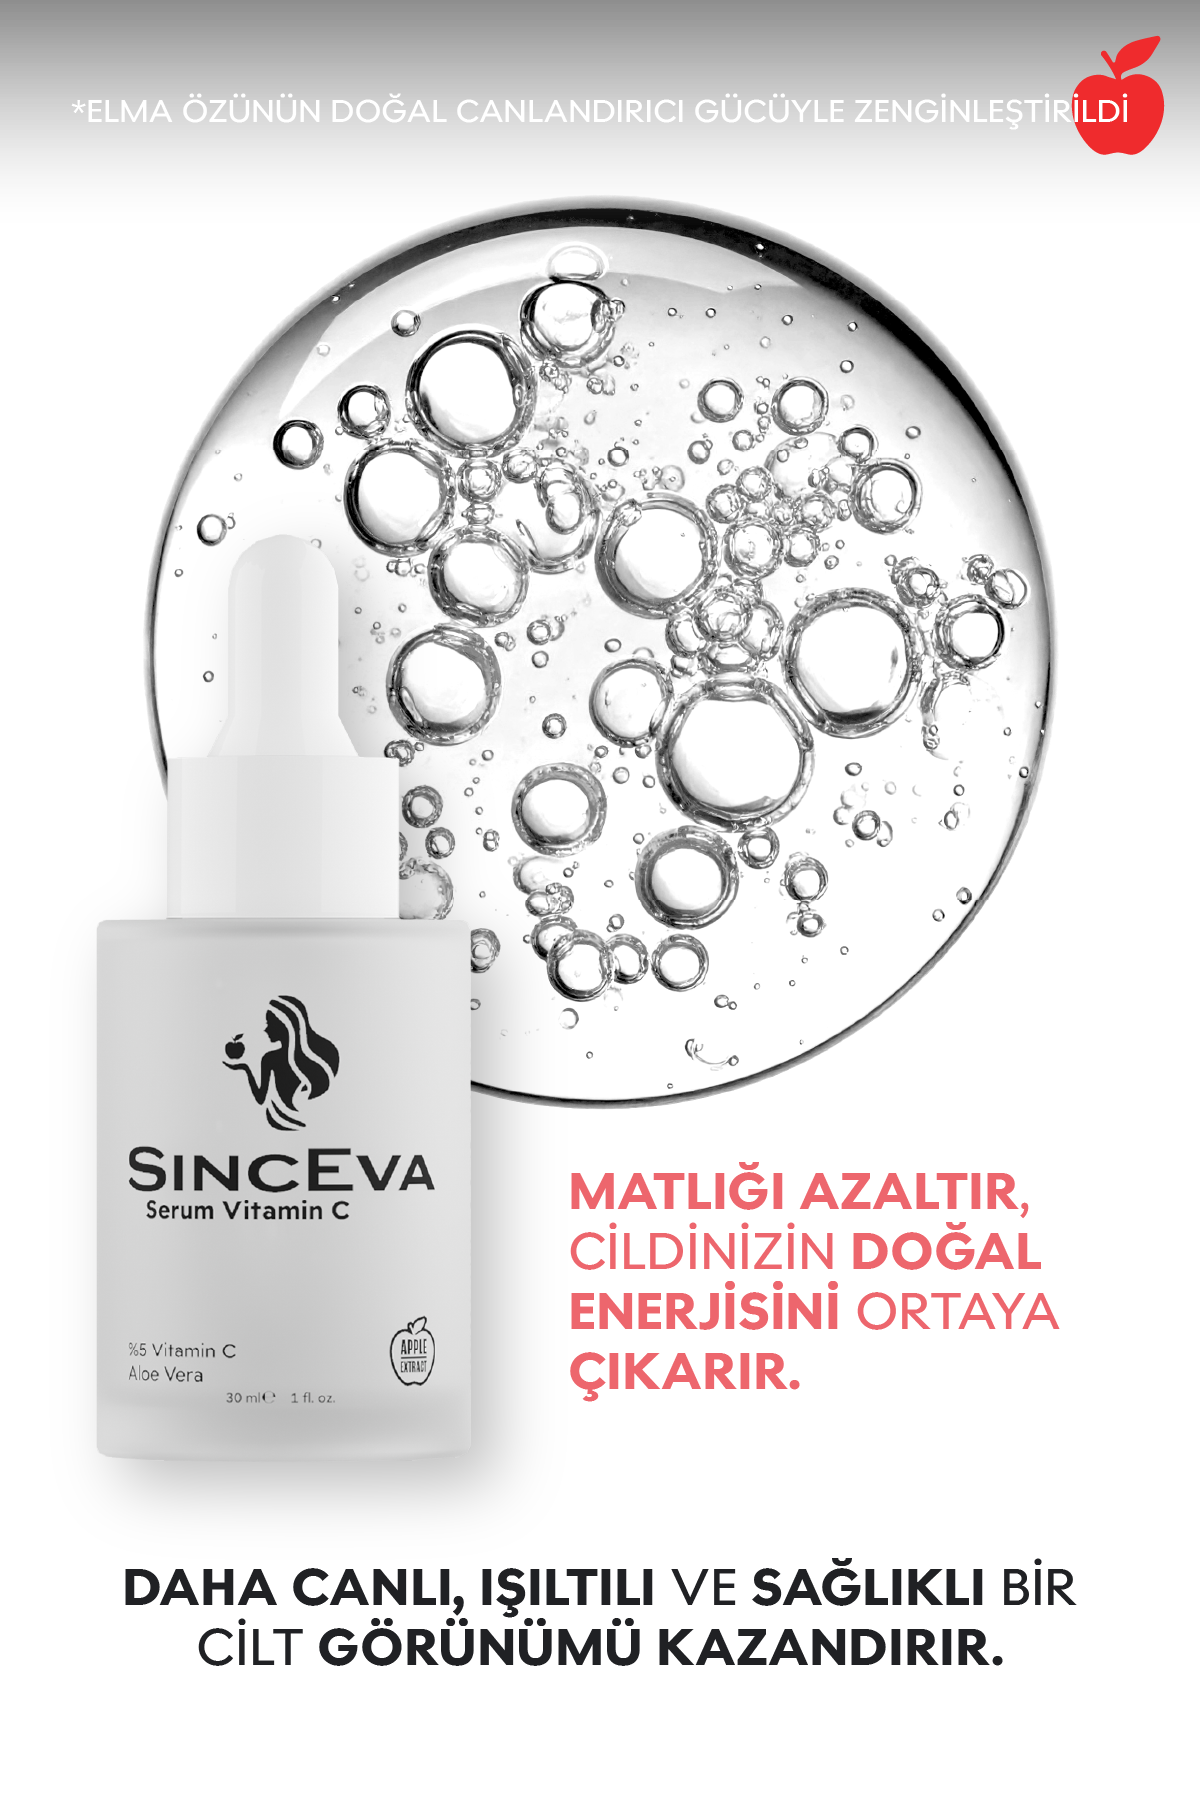 *ELMA ÖZÜNÜN DOĞAL CANLANDIRICI GÜCÜYLE ZENGİNLEŞTİRİLDİ
SINCEVA
Serum Vitamin C
%5 Vitamin C
Aloe Vera
APPLE
EXTRACT
30 ml℮ 1 fl. oz.
MATLIĞI AZALTIR,
CİLDİNİZİN DOĞAL
ENERJİSİNİ ORTAYA
ÇIKARIR.
DAHA CANLI, IŞILTILI VE SAĞLIKLI BİR
CİLT GÖRÜNÜMÜ KAZANDIRIR.